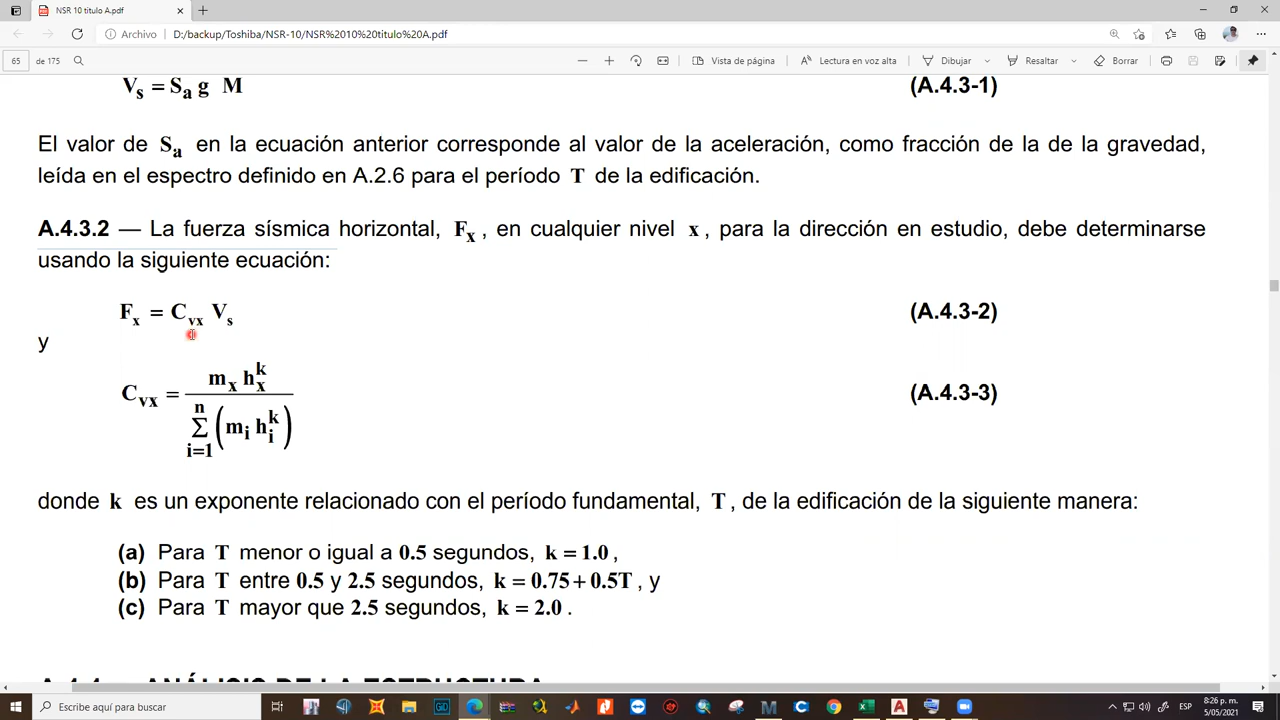 NSR 10 titulo A.pdf
Archivo D:/backup/Toshiba/NSR-10/NSR%2010%20titulo%20A.pdf
65 de 175 Vista de página Lectura en voz alta Dibujar Resaltar Borrar
Vs = Sa g M (A.4.3-1)
El valor de Sa en la ecuación anterior corresponde al valor de la aceleración, como fracción de la de la gravedad,
leída en el espectro definido en A.2.6 para el período T de la edificación.
A.4.3.2 — La fuerza sísmica horizontal, Fx, en cualquier nivel x, para la dirección en estudio, debe determinarse
usando la siguiente ecuación:
Fx = Cvx Vs (A.4.3-2)
y
Cvx = mx hx^k / Σ i=1 n (mi hi^k) (A.4.3-3)
donde k es un exponente relacionado con el período fundamental, T, de la edificación de la siguiente manera:
(a) Para T menor o igual a 0.5 segundos, k = 1.0,
(b) Para T entre 0.5 y 2.5 segundos, k = 0.75 + 0.5T, y
(c) Para T mayor que 2.5 segundos, k = 2.0.
ANÁLISIS DE LA ESTRUCTURA
Escribe aquí para buscar
ESP
8:26 p. m.
5/05/2021